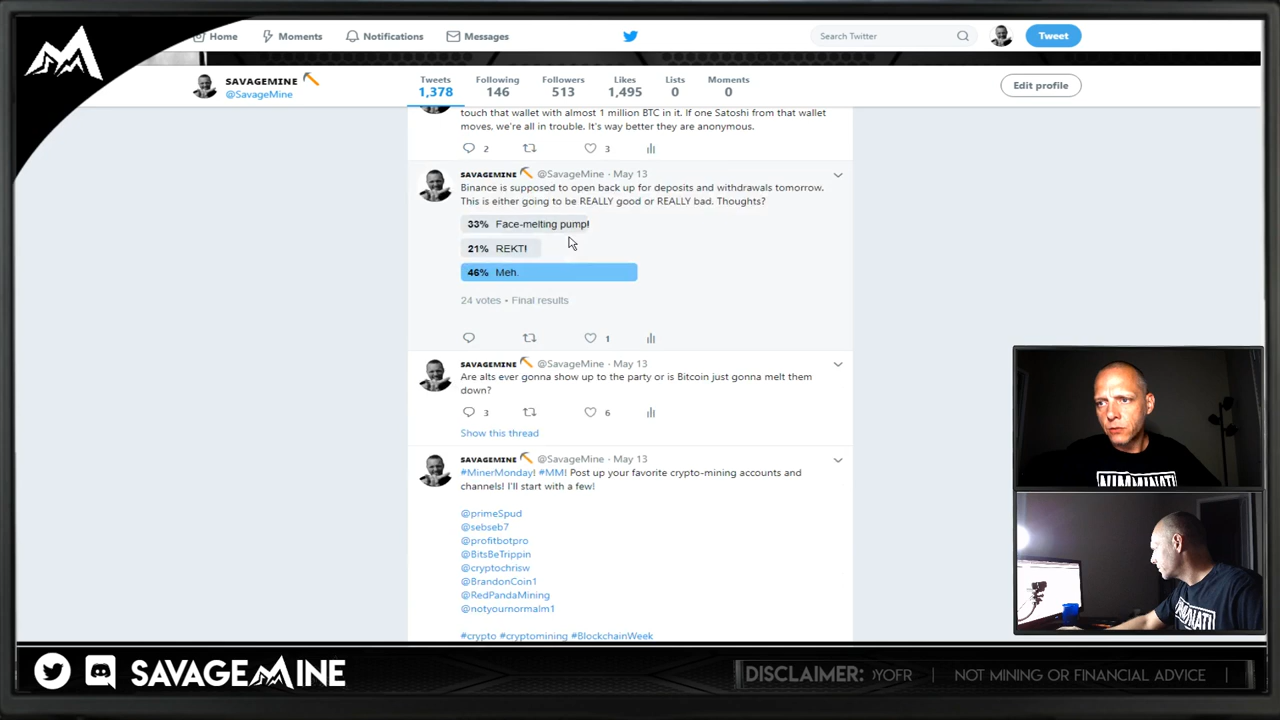 Home Moments Notifications Messages Search Twitter Tweet
SAVAGEMINE Tweets Following Followers Likes Lists Moments Edit profile
@SavageMine 1,378 146 513 1,495 0 0
touch that wallet with almost 1 million BTC in it. If one Satoshi from that wallet
moves, we're all in trouble. It's way better they are anonymous.
2 3
SAVAGEMINE @SavageMine · May 13
Binance is supposed to open back up for deposits and withdrawals tomorrow.
This is either going to be REALLY good or REALLY bad. Thoughts?
33% Face-melting pump!
21% REKT!
46% Meh.
24 votes • Final results
1
SAVAGEMINE @SavageMine · May 13
Are alts ever gonna show up to the party or is Bitcoin just gonna melt them
down?
3 6
Show this thread
SAVAGEMINE @SavageMine · May 13
#MinerMonday! #MM! Post up your favorite crypto-mining accounts and
channels! I'll start with a few!
@primeSpud
@sebseb7
@profitbotpro
@BitsBeTrippin
@cryptochrisw
@BrandonCoin1
@RedPandaMining
@notyournormalm1
#crypto #cryptomining #BlockchainWeek
SAVAGEMINE
DISCLAIMER: YOFR | NOT MINING OR FINANCIAL ADVICE |